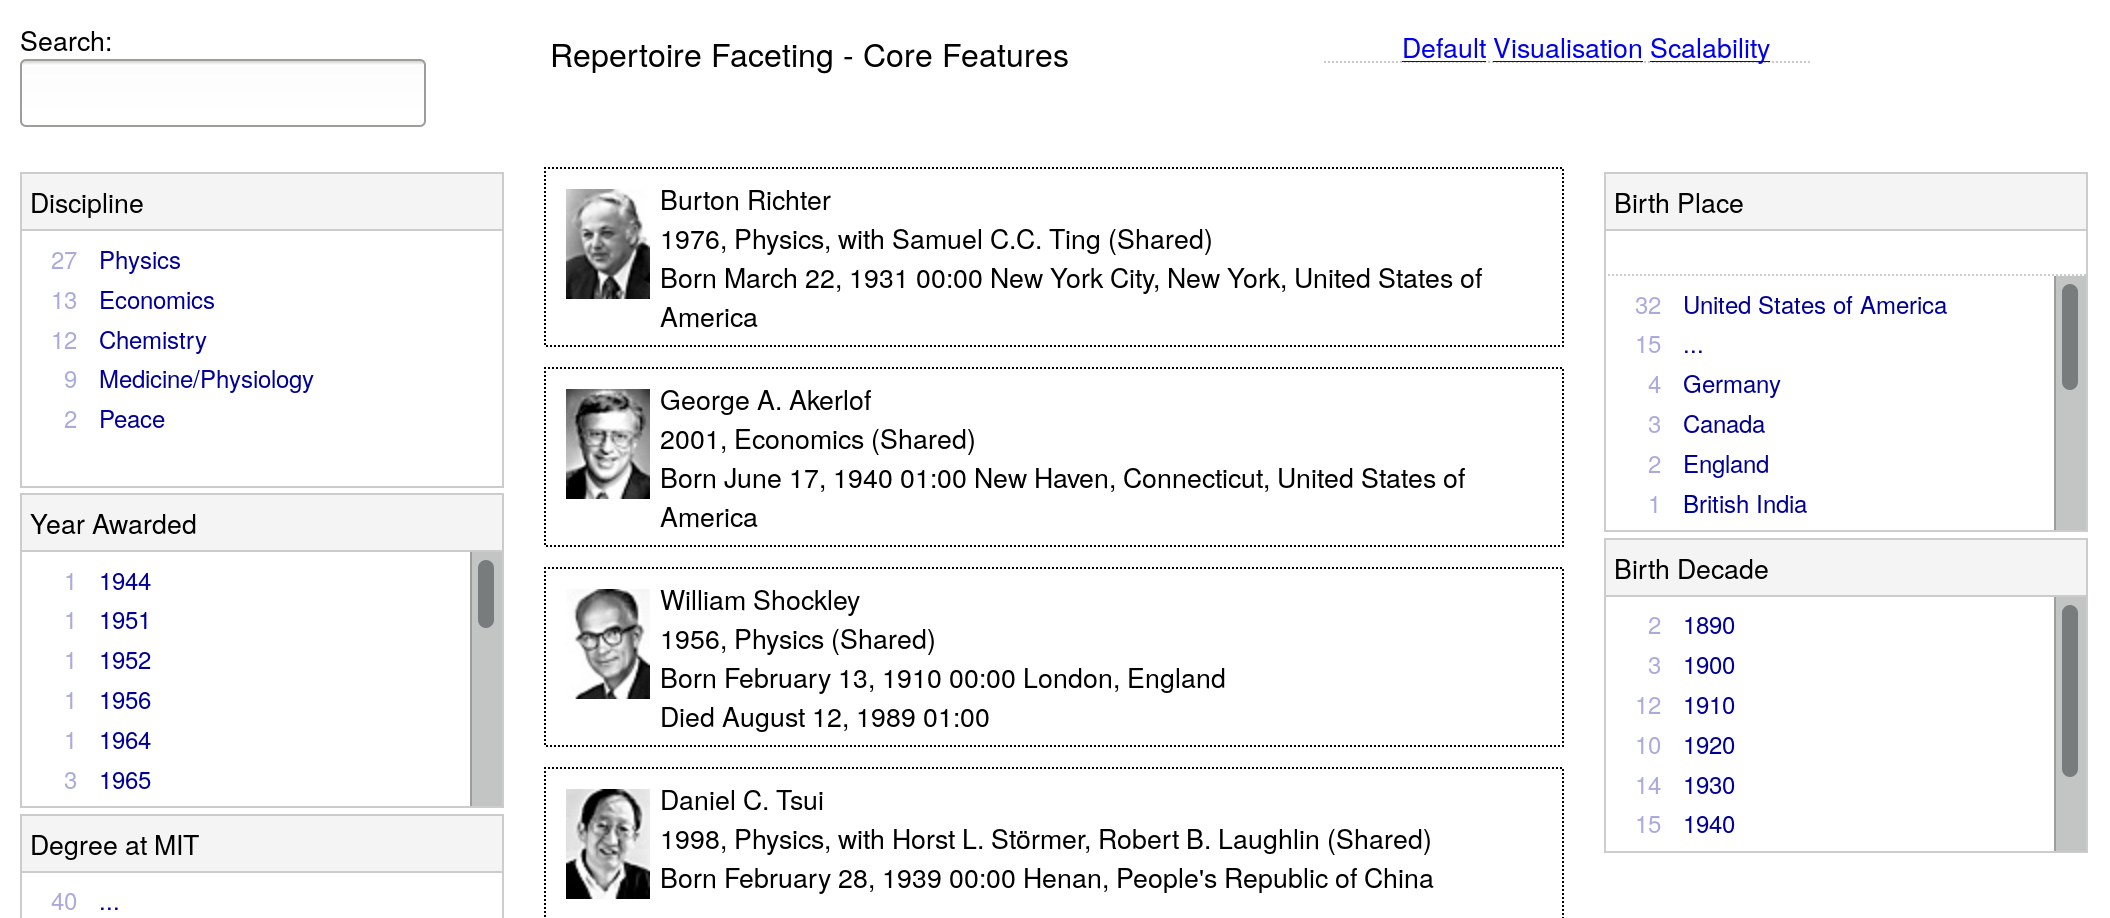 Search:
Repertoire Faceting - Core Features
Default Visualisation Scalability
Discipline
27 Physics
13 Economics
12 Chemistry
9 Medicine/Physiology
2 Peace
Year Awarded
1 1944
1 1951
1 1952
1 1956
1 1964
3 1965
Degree at MIT
40 ...
Burton Richter
1976, Physics, with Samuel C.C. Ting (Shared)
Born March 22, 1931 00:00 New York City, New York, United States of
America
George A. Akerlof
2001, Economics (Shared)
Born June 17, 1940 01:00 New Haven, Connecticut, United States of
America
William Shockley
1956, Physics (Shared)
Born February 13, 1910 00:00 London, England
Died August 12, 1989 01:00
Daniel C. Tsui
1998, Physics, with Horst L. Störmer, Robert B. Laughlin (Shared)
Born February 28, 1939 00:00 Henan, People's Republic of China
Birth Place
32 United States of America
15 ...
4 Germany
3 Canada
2 England
1 British India
Birth Decade
2 1890
3 1900
12 1910
10 1920
14 1930
15 1940